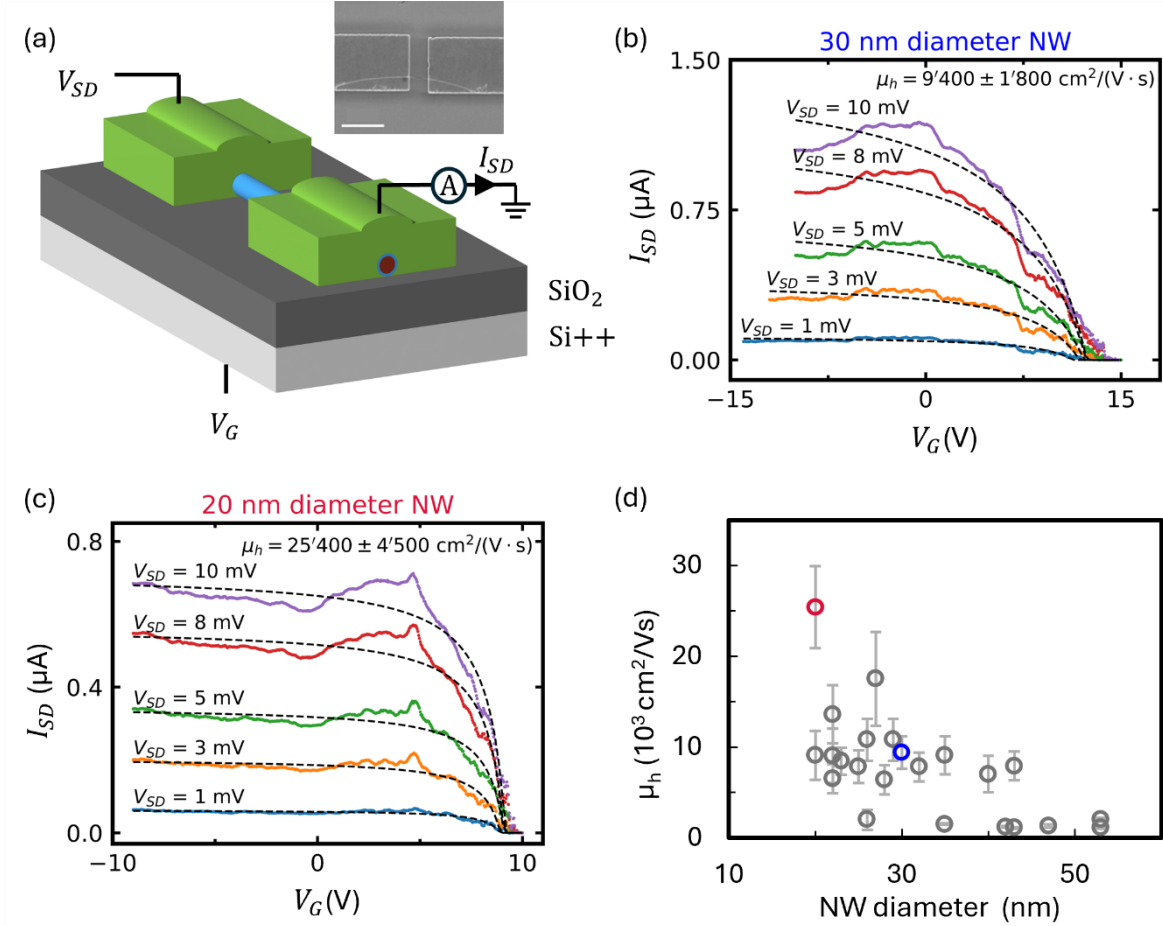 (a)
V_SD
I_SD
A
SiO₂
Si++
V_G
(b)
30 nm diameter NW
μ_h = 9'400 ± 1'800 cm²/(V · s)
V_SD = 10 mV
V_SD = 8 mV
V_SD = 5 mV
V_SD = 3 mV
V_SD = 1 mV
1.50
0.75
0.00
I_SD (μA)
−15 0 15
V_G (V)
(c)
20 nm diameter NW
μ_h = 25'400 ± 4'500 cm²/(V · s)
V_SD = 10 mV
V_SD = 8 mV
V_SD = 5 mV
V_SD = 3 mV
V_SD = 1 mV
0.8
0.4
0.0
I_SD (μA)
−10 0 10
V_G (V)
(d)
30
20
10
0
μ_h (10³ cm²/Vs)
10 30 50
NW diameter (nm)